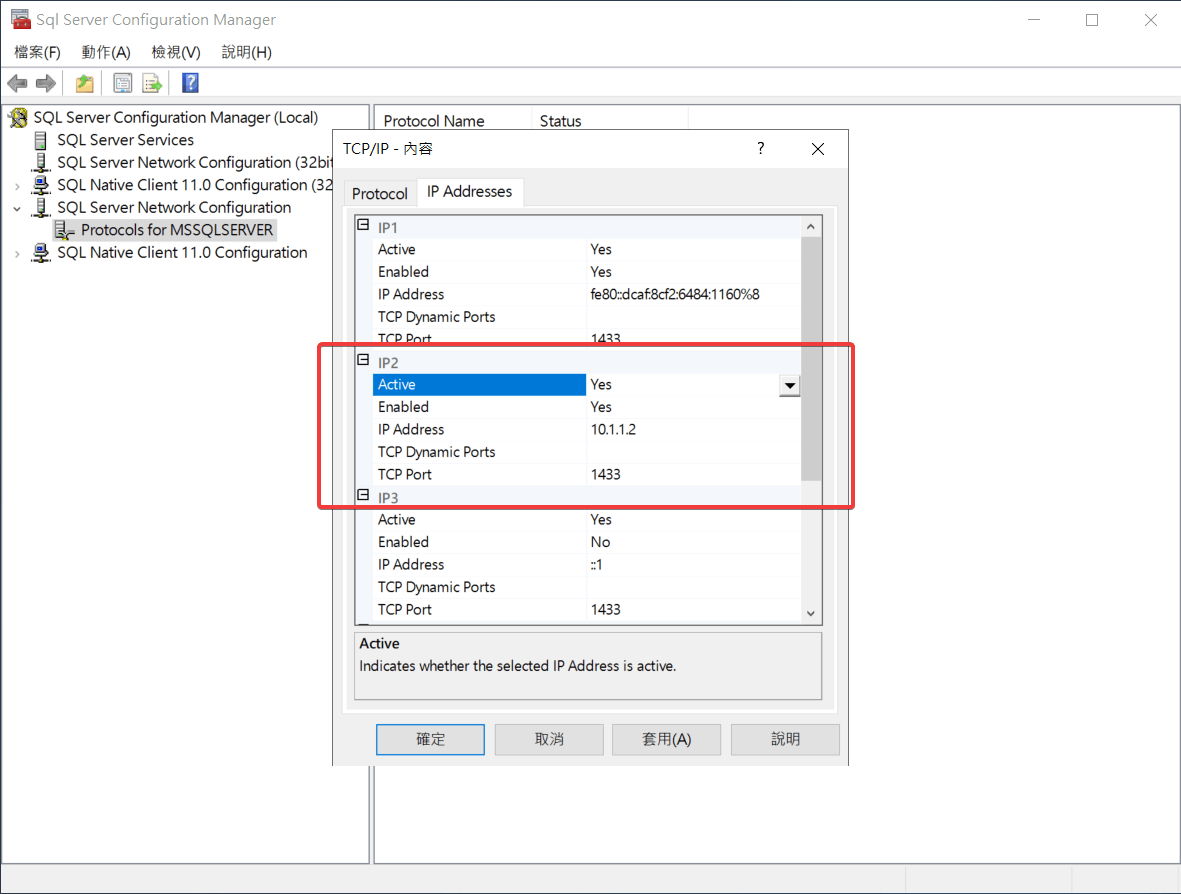 Sql Server Configuration Manager
檔案(F) 動作(A) 檢視(V) 說明(H)
SQL Server Configuration Manager (Local)
SQL Server Services
SQL Server Network Configuration (32bit
SQL Native Client 11.0 Configuration (32
SQL Server Network Configuration
Protocols for MSSQLSERVER
SQL Native Client 11.0 Configuration
Protocol Name Status
TCP/IP - 內容 ?
Protocol IP Addresses
IP1
Active Yes
Enabled Yes
IP Address fe80::dcaf:8cf2:6484:1160%8
TCP Dynamic Ports
TCP Port 1433
IP2
Active Yes
Enabled Yes
IP Address 10.1.1.2
TCP Dynamic Ports
TCP Port 1433
IP3
Active Yes
Enabled No
IP Address ::1
TCP Dynamic Ports
TCP Port 1433
Active
Indicates whether the selected IP Address is active.
確定 取消 套用(A) 說明